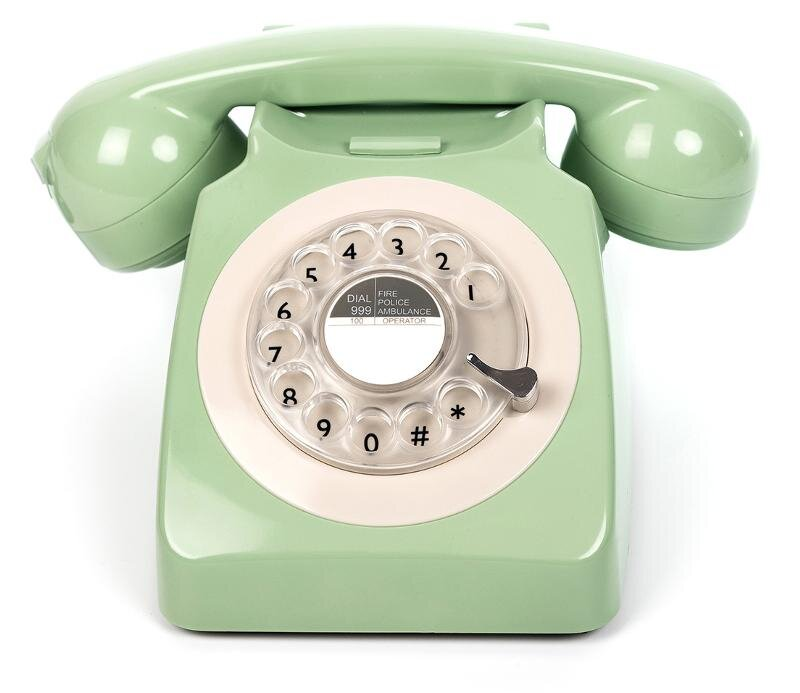 3
4
2
5
1
6
7
8
9
0
#
*
DIAL 999
FIRE
POLICE
AMBULANCE
100 OPERATOR